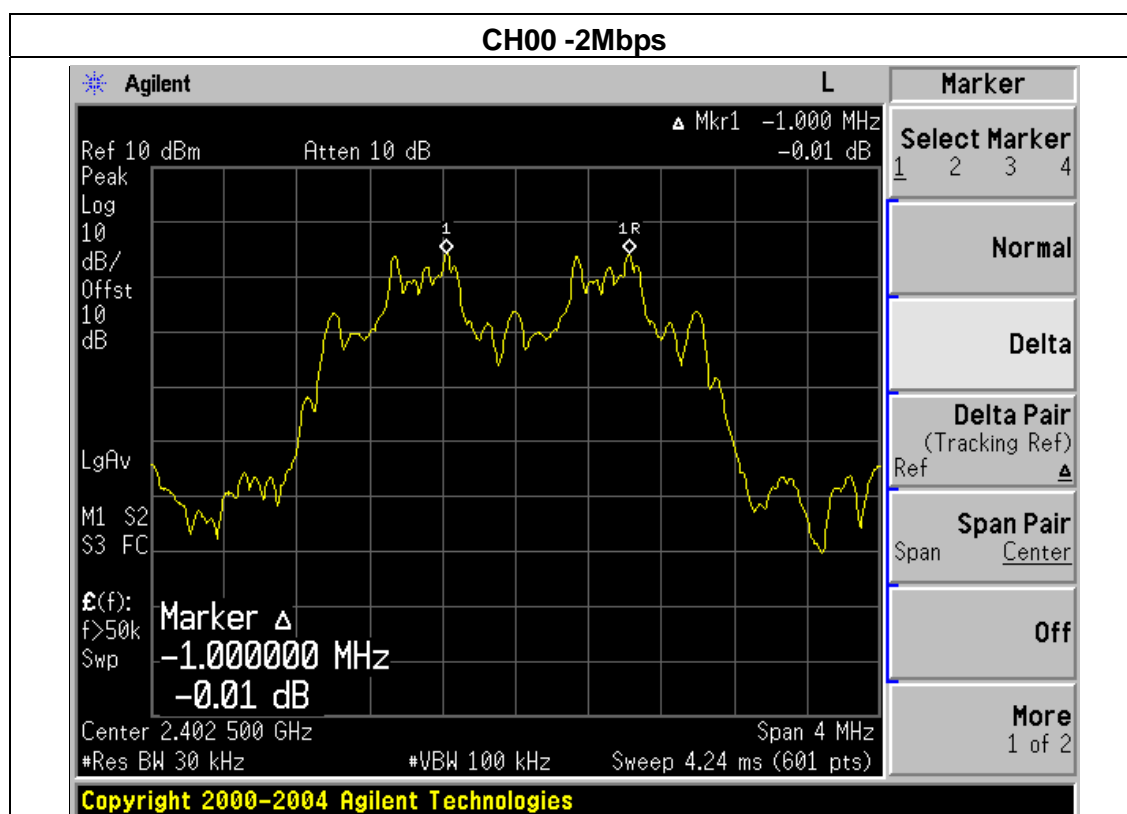 CH00 -2Mbps
Agilent L
Marker
Δ Mkr1 -1.000 MHz
Ref 10 dBm Atten 10 dB -0.01 dB
Peak
Log
10
dB/
Offst
10
dB
1
1R
LgAv
M1 S2
S3 FC
£(f):
f>50k
Swp
Marker Δ
-1.000000 MHz
-0.01 dB
Center 2.402 500 GHz Span 4 MHz
#Res BW 30 kHz #VBW 100 kHz Sweep 4.24 ms (601 pts)
Select Marker
1 2 3 4
Normal
Delta
Delta Pair
(Tracking Ref)
Ref Δ
Span Pair
Span Center
Off
More
1 of 2
Copyright 2000-2004 Agilent Technologies